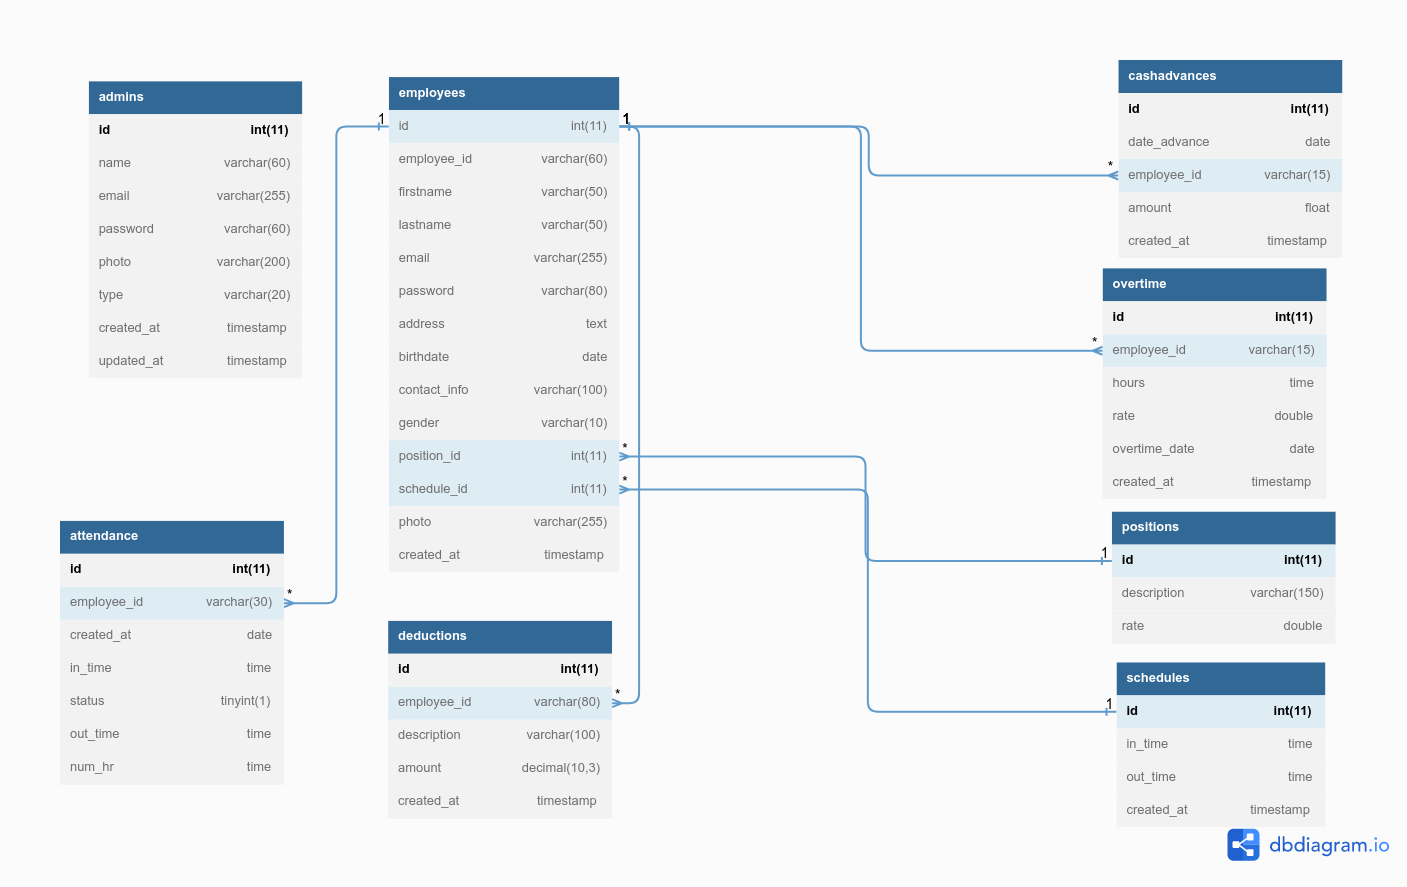 admins
id int(11)
name varchar(60)
email varchar(255)
password varchar(60)
photo varchar(200)
type varchar(20)
created_at timestamp
updated_at timestamp
employees
1 id int(11) 1
employee_id varchar(60)
firstname varchar(50)
lastname varchar(50)
email varchar(255)
password varchar(80)
address text
birthdate date
contact_info varchar(100)
gender varchar(10)
position_id int(11) *
schedule_id int(11) *
photo varchar(255)
created_at timestamp
cashadvances
id int(11)
date_advance date
* employee_id varchar(15)
amount float
created_at timestamp
overtime
id int(11)
* employee_id varchar(15)
hours time
rate double
overtime_date date
created_at timestamp
attendance
id int(11)
employee_id varchar(30) *
created_at date
in_time time
status tinyint(1)
out_time time
num_hr time
deductions
id int(11)
employee_id varchar(80) *
description varchar(100)
amount decimal(10,3)
created_at timestamp
positions
1 id int(11)
description varchar(150)
rate double
schedules
1 id int(11)
in_time time
out_time time
created_at timestamp
dbdiagram.io